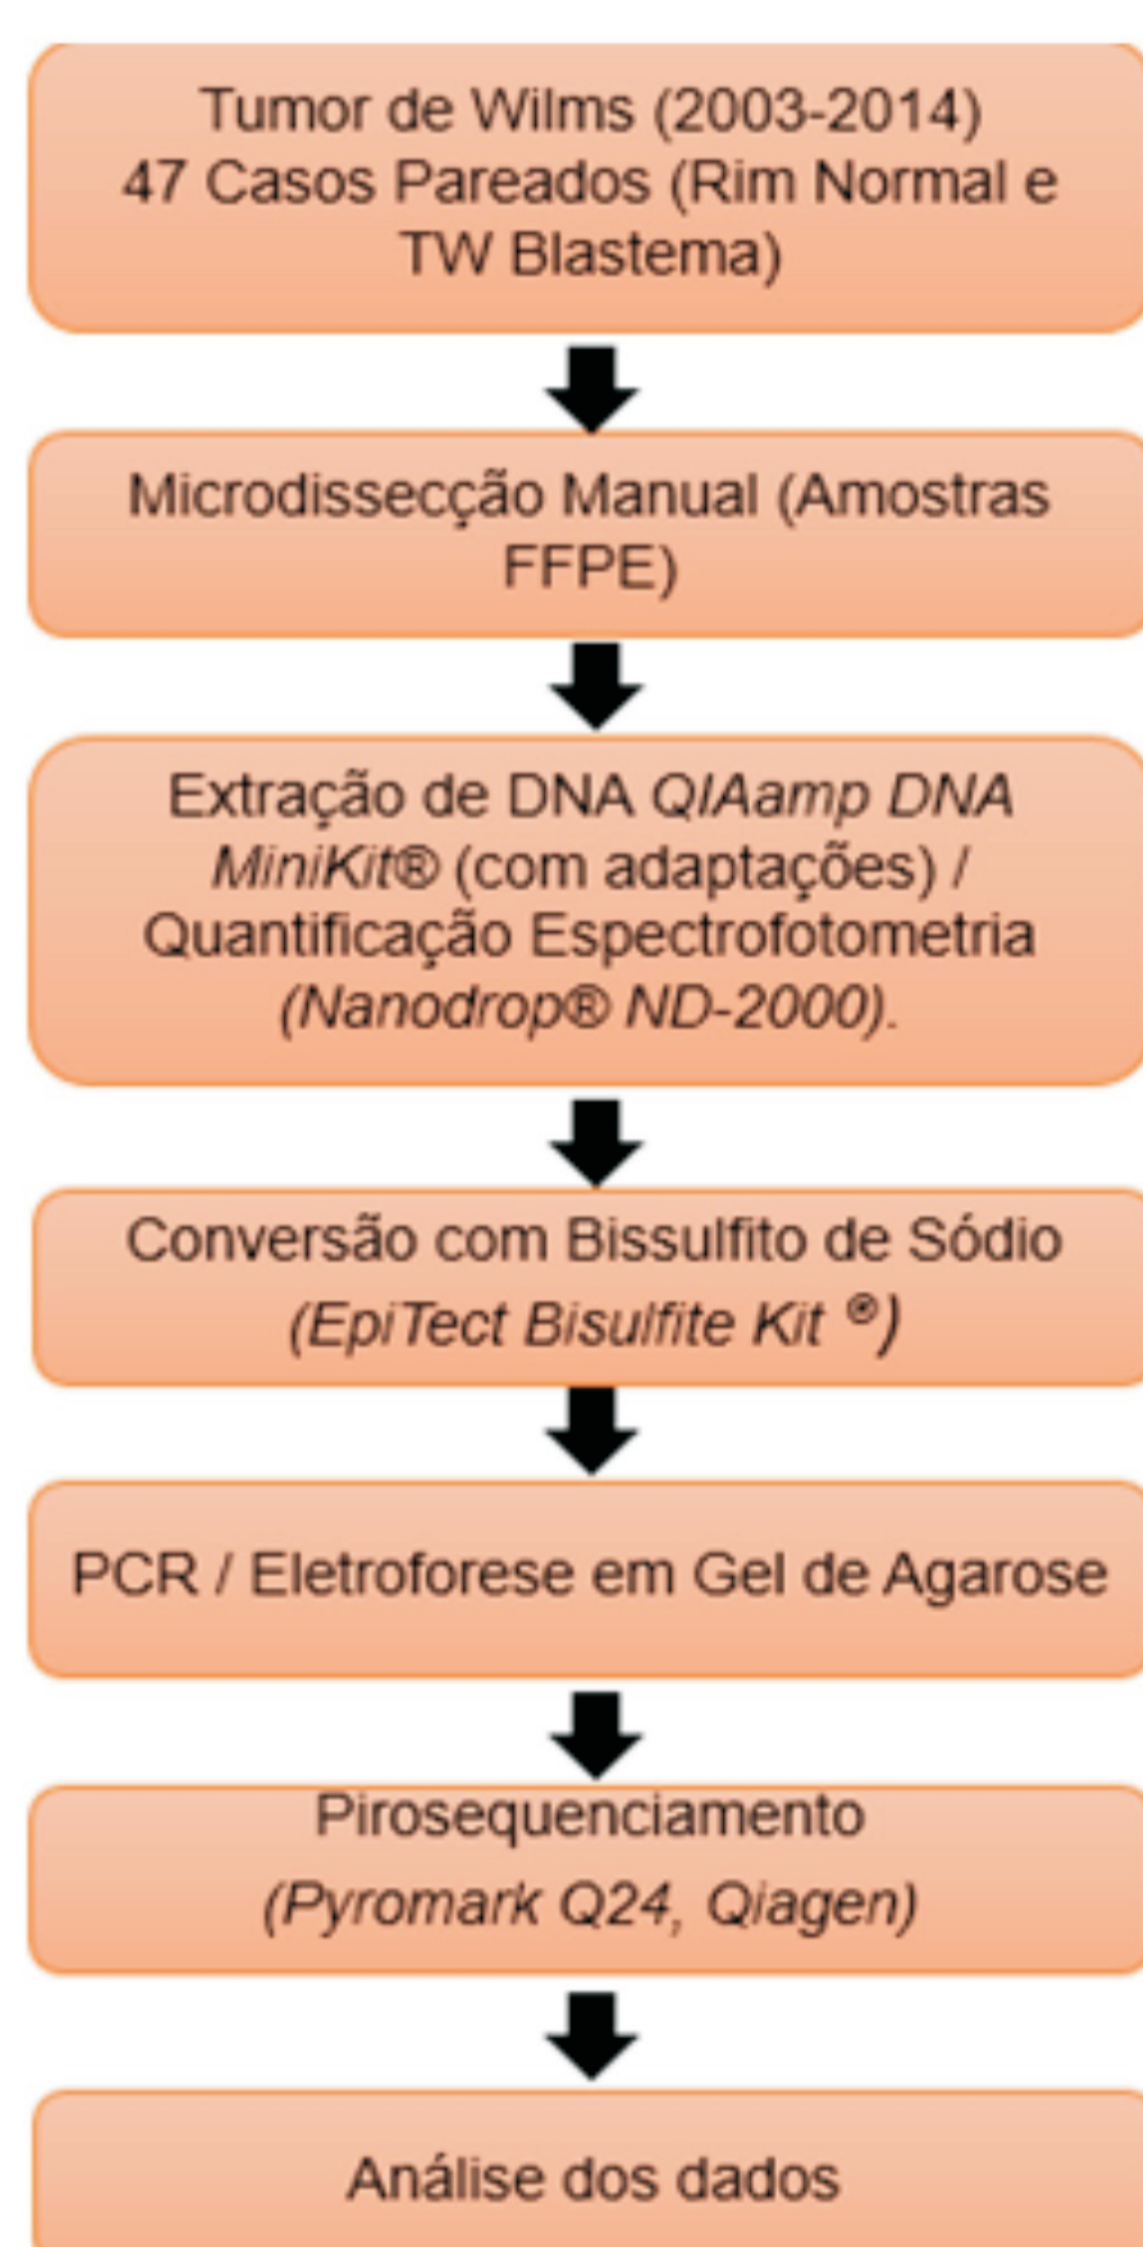 Tumor de Wilms (2003-2014)
47 Casos Pareados (Rim Normal e
TW Blastema)
Microdissecção Manual (Amostras
FFPE)
Extração de DNA QIAamp DNA
MiniKit® (com adaptações) /
Quantificação Espectrofotometria
(Nanodrop® ND-2000).
Conversão com Bissulfito de Sódio
(EpiTect Bisulfite Kit ®)
PCR / Eletroforese em Gel de Agarose
Pirosequenciamento
(Pyromark Q24, Qiagen)
Análise dos dados